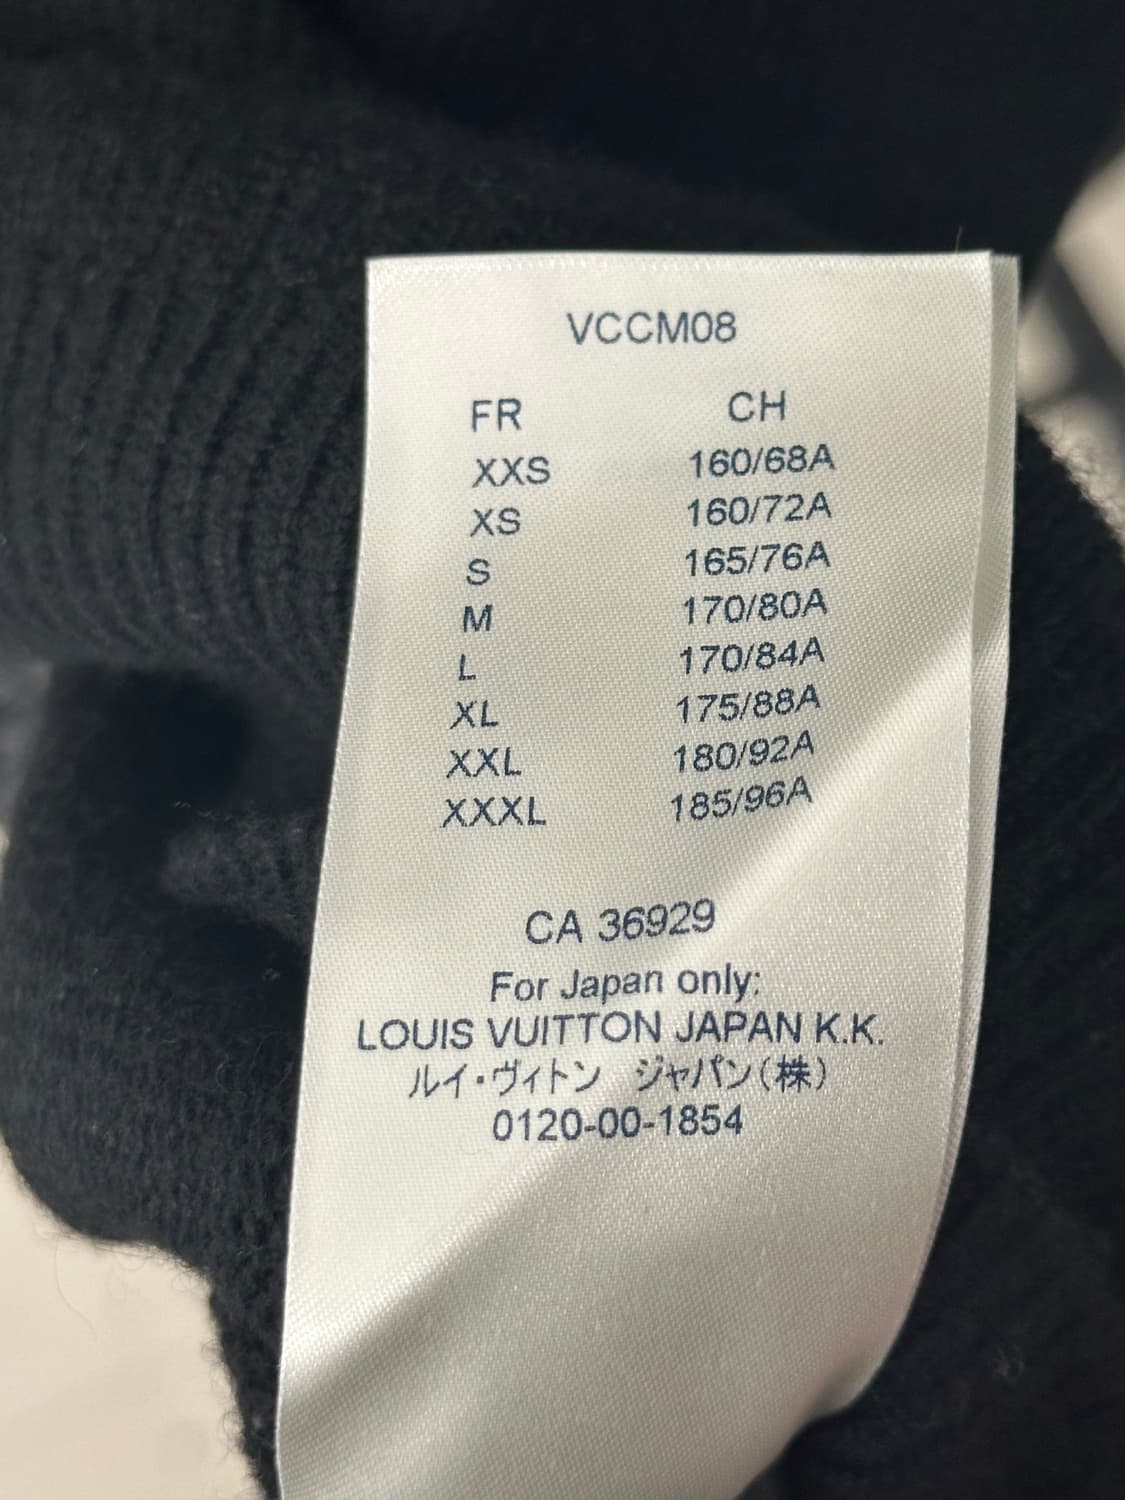 VCCM08
FR CH
XXS 160/68A
XS 160/72A
S 165/76A
M 170/80A
L 170/84A
XL 175/88A
XXL 180/92A
XXXL 185/96A
CA 36929
For Japan only:
LOUIS VUITTON JAPAN K.K.
ルイ・ヴィトン ジャパン(株)
0120-00-1854